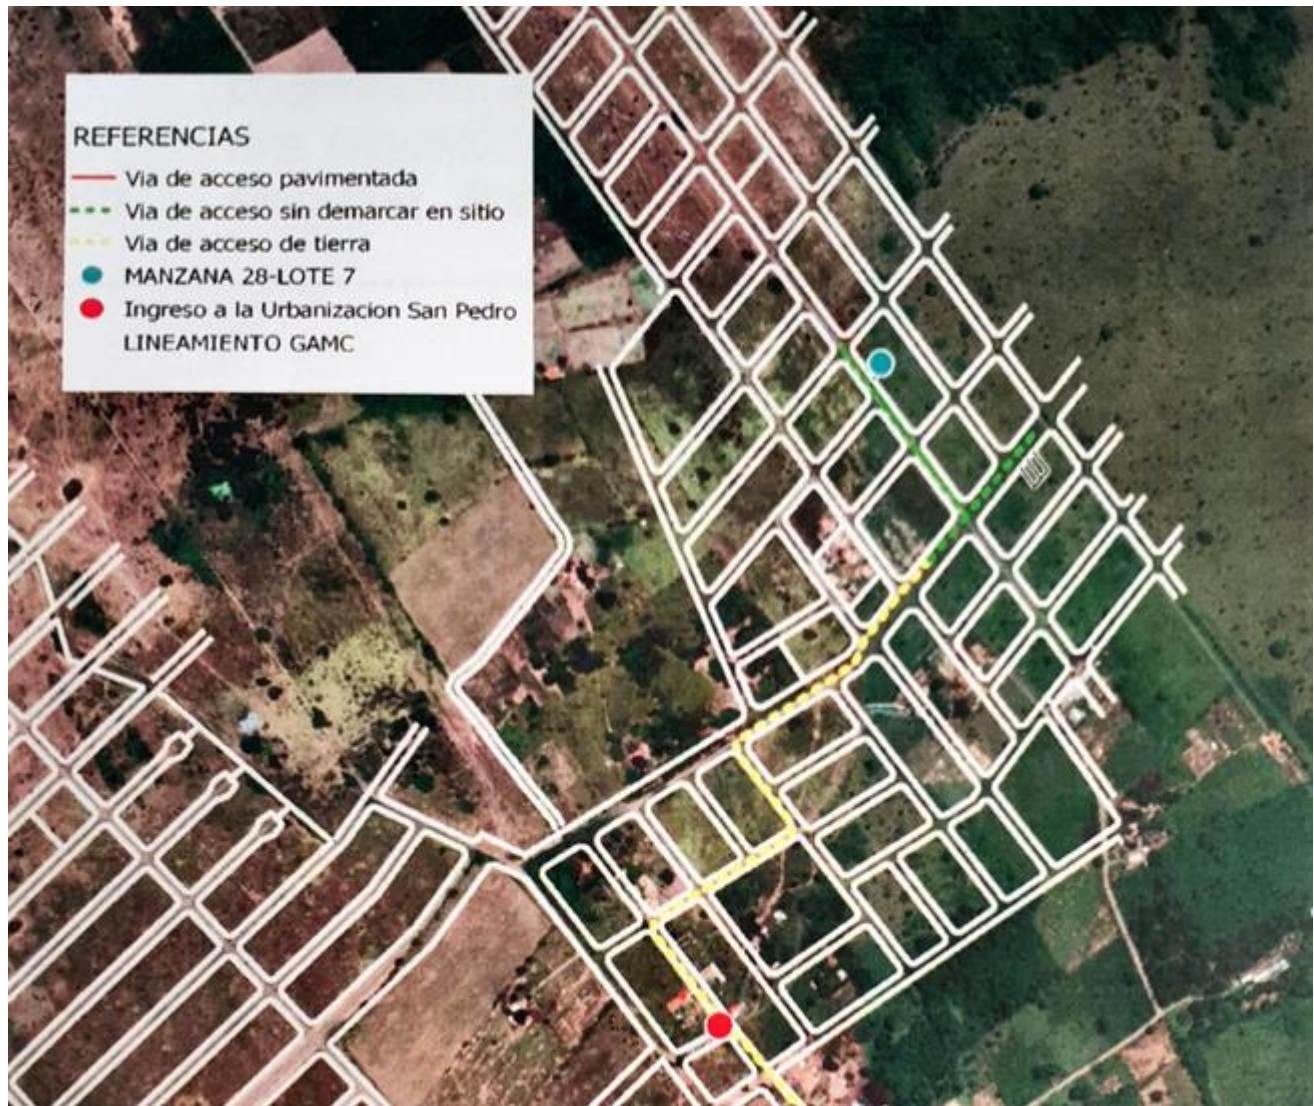 REFERENCIAS
Via de acceso pavimentada
Via de acceso sin demarcar en sitio
Via de acceso de tierra
MANZANA 28-LOTE 7
Ingreso a la Urbanizacion San Pedro
LINEAMIENTO GAMC